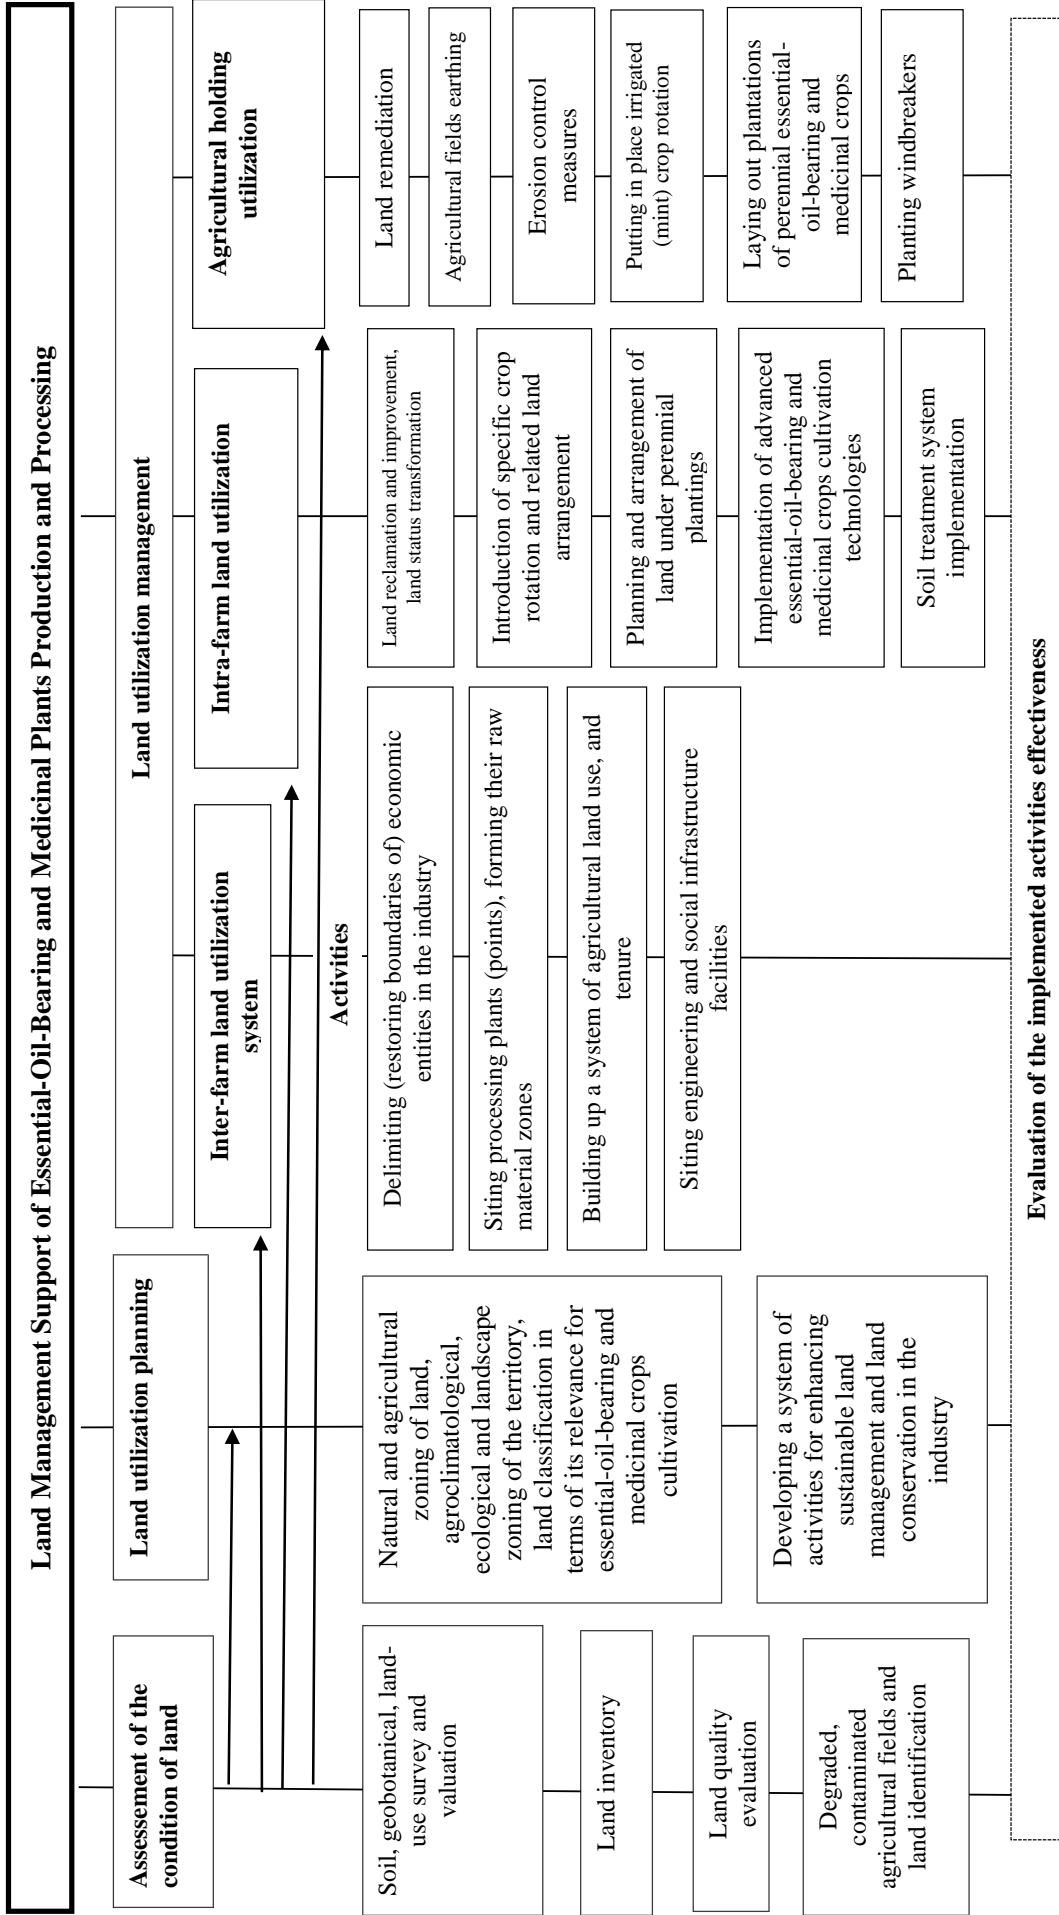 Land Management Support of Essential-Oil-Bearing and Medicinal Plants Production and Processing
Assessment of the
condition of land
Land utilization planning
Land utilization management
Inter-farm land utilization
system
Intra-farm land utilization
Agricultural holding
utilization
Activities
Soil, geobotanical, land-
use survey and
valuation
Land inventory
Land quality
evaluation
Degraded,
contaminated
agricultural fields and
land identification
Natural and agricultural
zoning of land,
agroclimatological,
ecological and landscape
zoning of the territory,
land classification in
terms of its relevance for
essential-oil-bearing and
medicinal crops
cultivation
Developing a system of
activities for enhancing
sustainable land
management and land
conservation in the
industry
Delimiting (restoring boundaries of) economic
entities in the industry
Siting processing plants (points), forming their raw
material zones
Building up a system of agricultural land use, and
tenure
Siting engineering and social infrastructure
facilities
Land reclamation and improvement,
land status transformation
Introduction of specific crop
rotation and related land
arrangement
Planning and arrangement of
land under perennial
plantings
Implementation of advanced
essential-oil-bearing and
medicinal crops cultivation
technologies
Soil treatment system
implementation
Land remediation
Agricultural fields earthing
Erosion control
measures
Putting in place irrigated
(mint) crop rotation
Laying out plantations
of perennial essential-
oil-bearing and
medicinal crops
Planting windbreakers
Evaluation of the implemented activities effectiveness